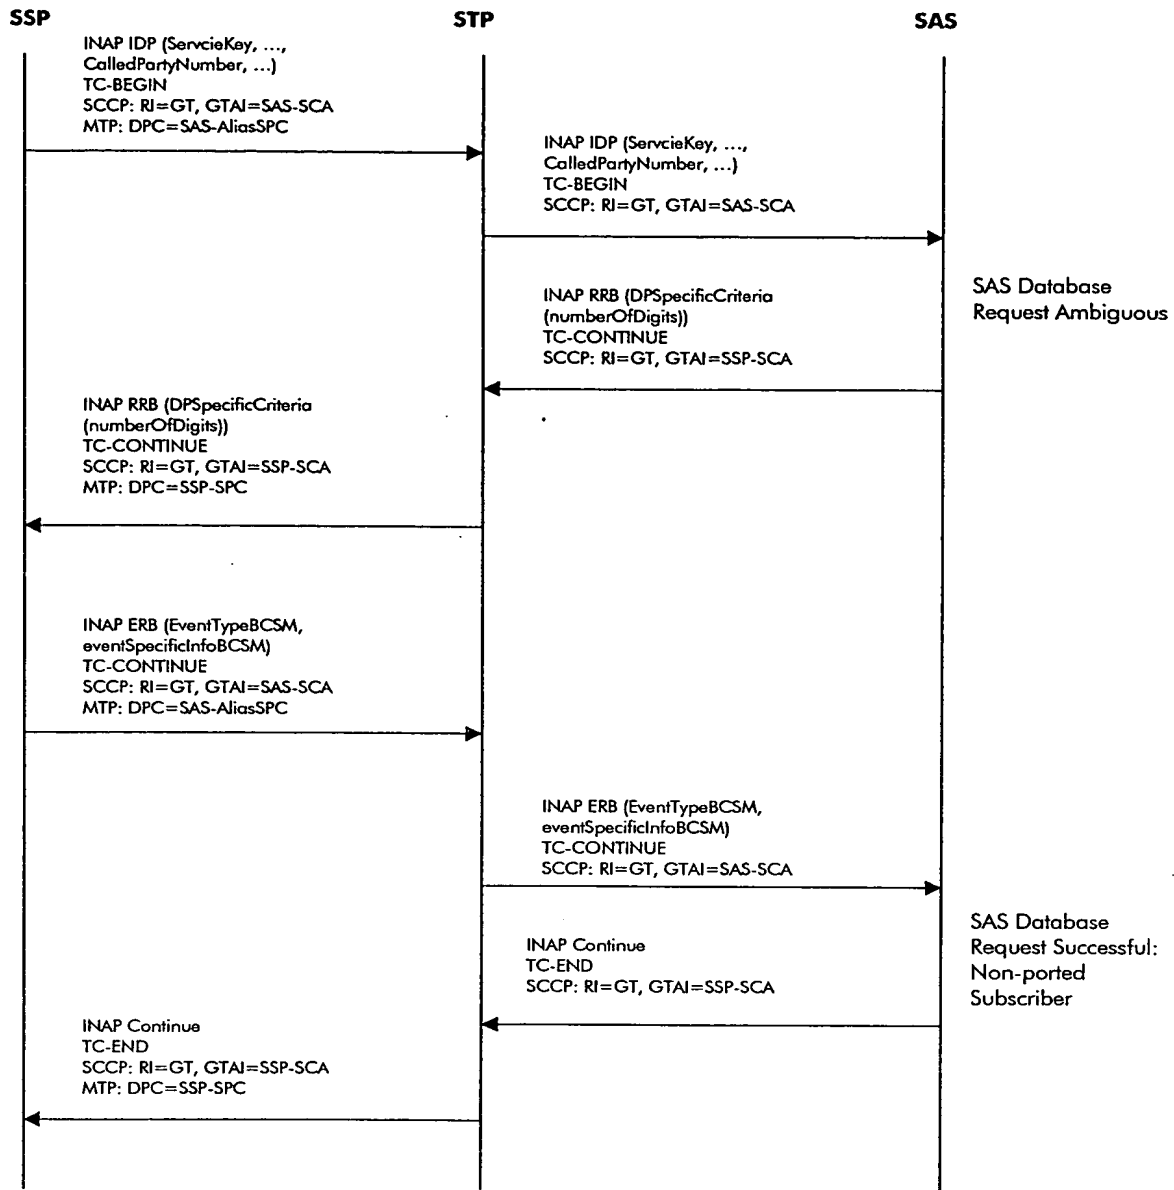 SSP
STP
SAS
INAP IDP (ServcieKey, ...,
CalledPartyNumber, ...)
TC-BEGIN
SCCP: RI=GT, GTAI=SAS-SCA
MTP: DPC=SAS-AliasSPC
INAP IDP (ServcieKey, ...,
CalledPartyNumber, ...)
TC-BEGIN
SCCP: RI=GT, GTAI=SAS-SCA
SAS Database
Request Ambiguous
INAP RRB (DPSpecificCriteria
(numberOfDigits))
TC-CONTINUE
SCCP: RI=GT, GTAI=SSP-SCA
INAP RRB (DPSpecificCriteria
(numberOfDigits))
TC-CONTINUE
SCCP: RI=GT, GTAI=SSP-SCA
MTP: DPC=SSP-SPC
INAP ERB (EventTypeBCSM,
eventSpecificInfoBCSM)
TC-CONTINUE
SCCP: RI=GT, GTAI=SAS-SCA
MTP: DPC=SAS-AliasSPC
INAP ERB (EventTypeBCSM,
eventSpecificInfoBCSM)
TC-CONTINUE
SCCP: RI=GT, GTAI=SAS-SCA
SAS Database
Request Successful:
Non-ported
Subscriber
INAP Continue
TC-END
SCCP: RI=GT, GTAI=SSP-SCA
INAP Continue
TC-END
SCCP: RI=GT, GTAI=SSP-SCA
MTP: DPC=SSP-SPC